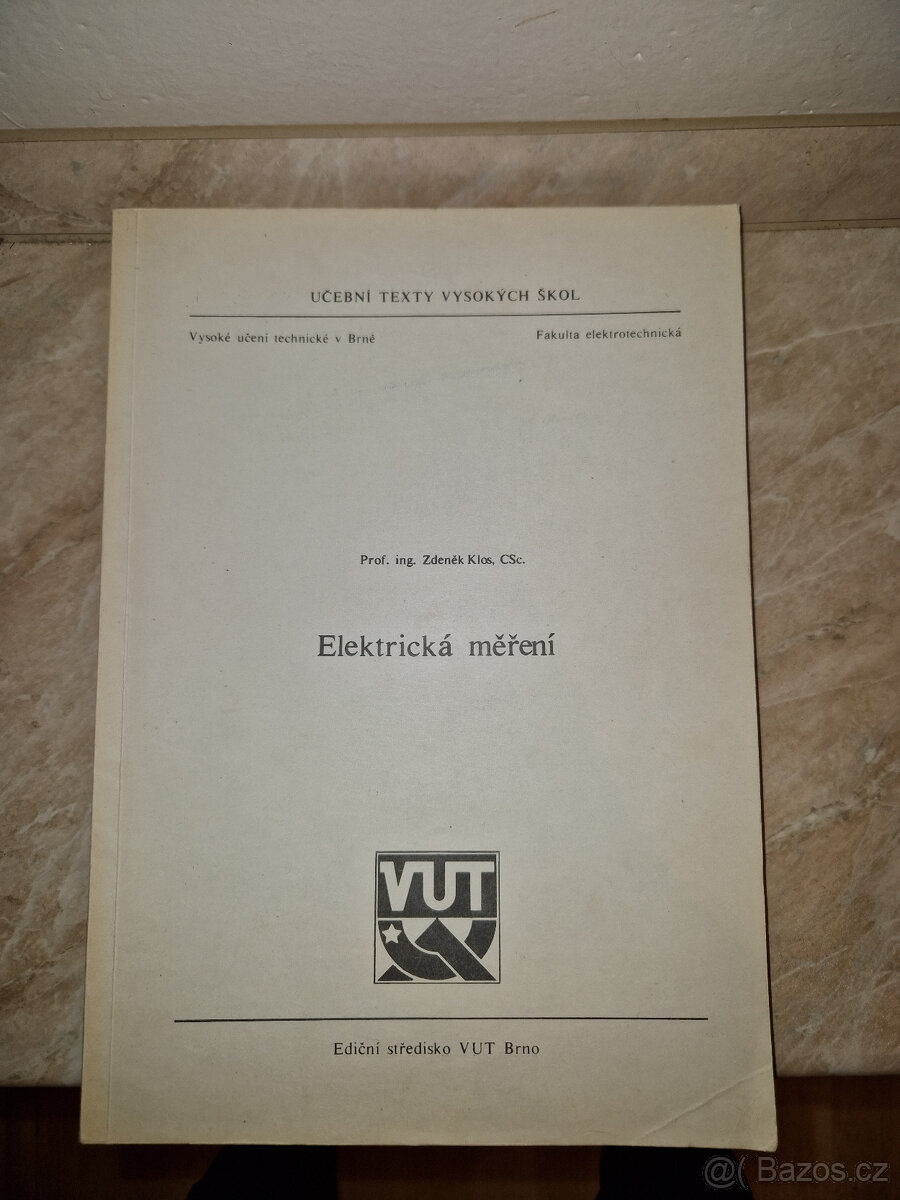 UČEBNÍ TEXTY VYSOKÝCH ŠKOL
Vysoké učení technické v Brně
Fakulta elektrotechnická
Prof. ing. Zdeněk Klos, CSc.
Elektrická měření
VUT
Ediční středisko VUT Brno
@( Bazos.cz